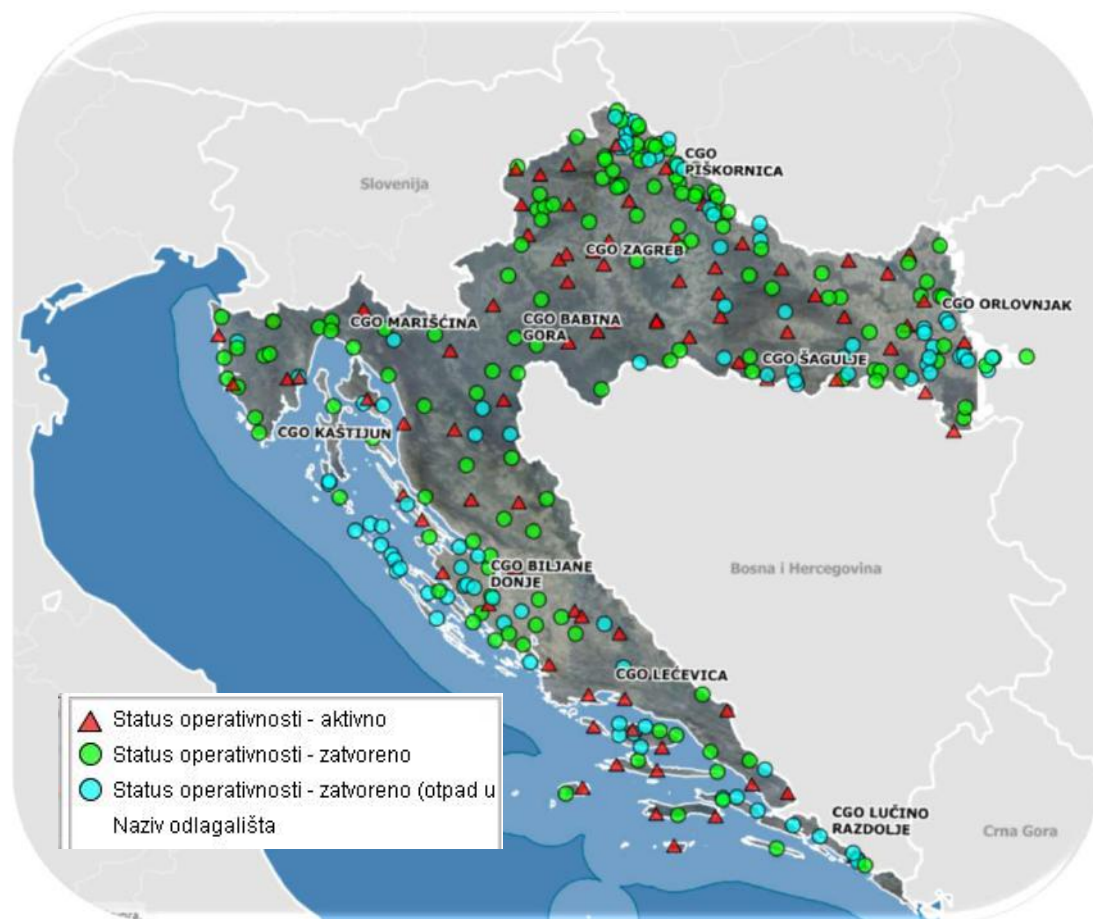 CGO
PIŠKORNICA
Slovenija
CGO ZAGREB
CGO ORLOVNJAK
CGO MARIŠĆINA
CGO BABINA
GORA
CGO ŠAGULJE
CGO KAŠTIJUN
CGO BILJANE
DONJE
Bosna i Hercegovina
CGO LEĆEVICA
Status operativnosti - aktivno
Status operativnosti - zatvoreno
Status operativnosti - zatvoreno (otpad u
Naziv odlagališta
CGO LUČINO
RAZDOLJE
Crna Gora